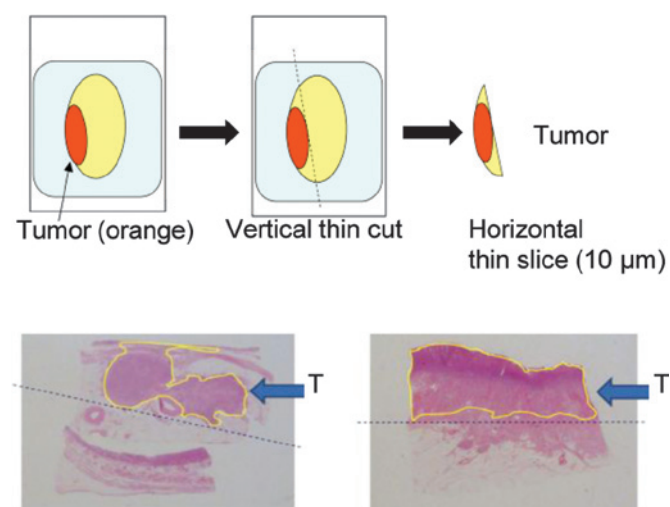 Tumor
Tumor (orange)
Vertical thin cut
Horizontal
thin slice (10 µm)
T
T